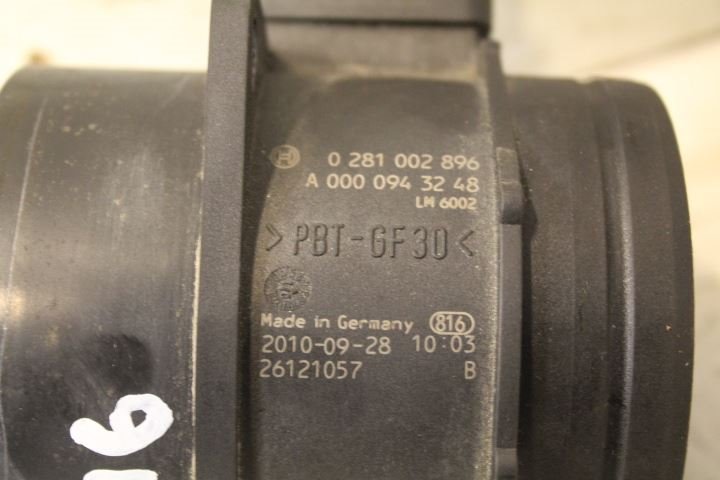 0 281 002 896
A 000 094 32 48
LM 6002
>PBT-GF30<
Made in Germany 816
2010-09-28 10:03
26121057 B